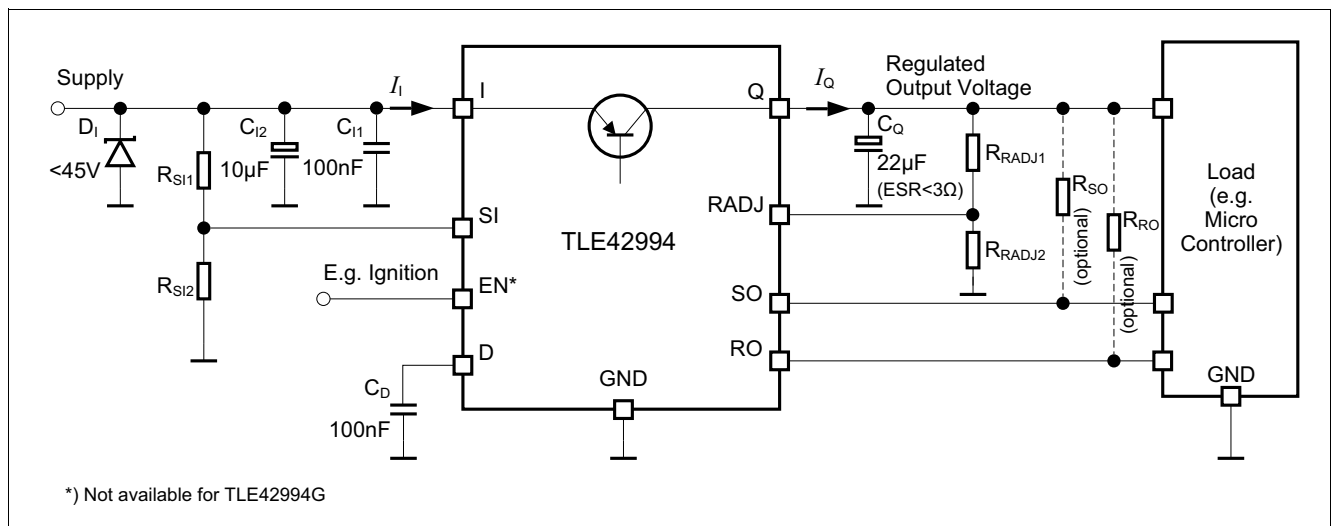 Supply
I_I
I
Q
I_Q
Regulated
Output Voltage
D_I
<45V
R_SI1
C_I2
10µF
C_I1
100nF
C_Q
22µF
(ESR<3Ω)
R_RADJ1
R_SO
(optional)
R_RO
(optional)
Load
(e.g.
Micro
Controller)
SI
RADJ
TLE42994
R_SI2
E.g. Ignition
EN*
R_RADJ2
SO
D
RO
C_D
100nF
GND
GND
*) Not available for TLE42994G